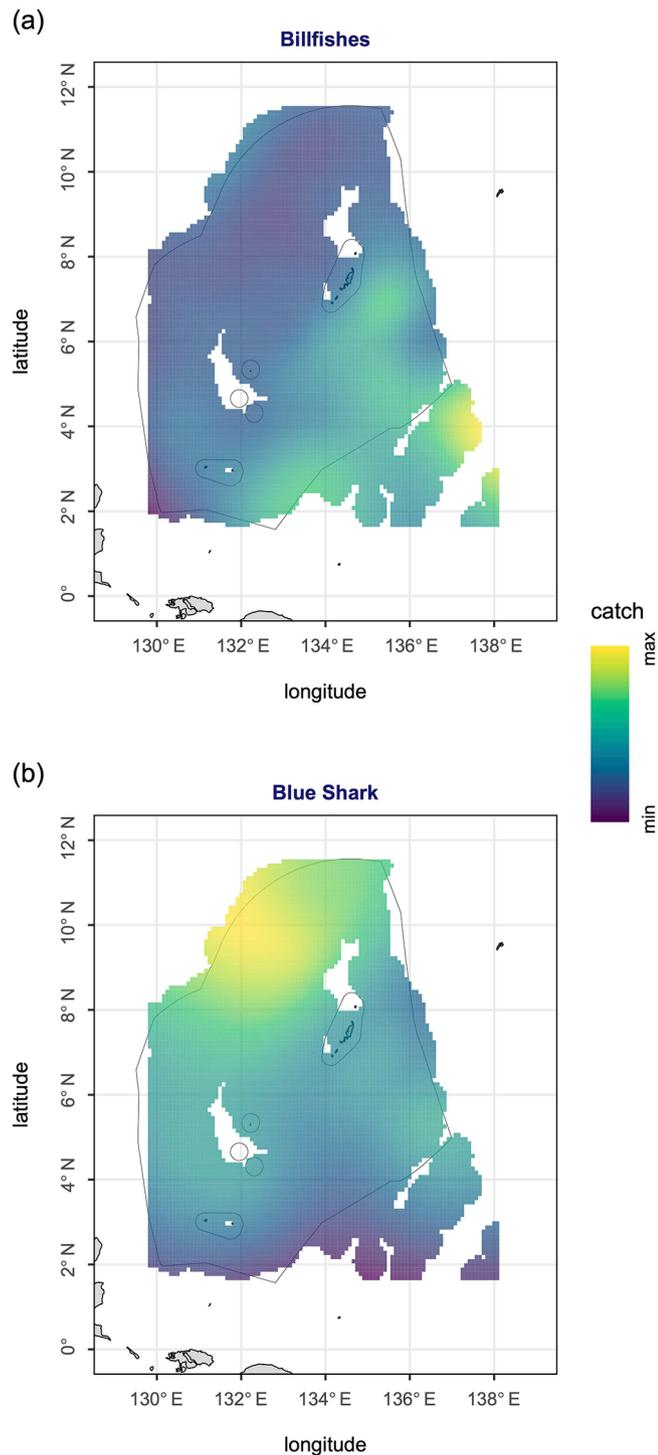 (a)
Billfishes
latitude
12° N
10° N
8° N
6° N
4° N
2° N
0°
130° E 132° E 134° E 136° E 138° E
longitude
catch
max
min
(b)
Blue Shark
latitude
12° N
10° N
8° N
6° N
4° N
2° N
0°
130° E 132° E 134° E 136° E 138° E
longitude